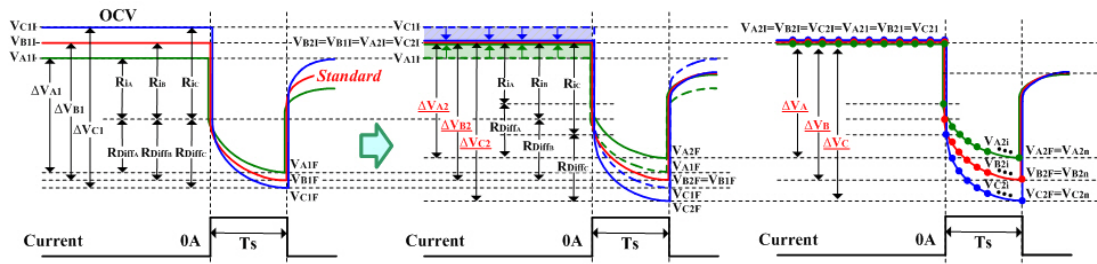 OCV
VC1I
VB1I
VA1I
ΔVA1
ΔVB1
ΔVC1
RiA
RiB
RiC
RDiffA
RDiffB
RDiffC
Standard
VA1F
VB1F
VC1F
Current
0A
Ts
VC1I
VB2I=VB1I=VA2I=VC2I
VA1I
ΔVA2
ΔVB2
ΔVC2
RiA
RiB
RiC
RDiffA
RDiffB
RDiffC
VA2F
VA1F
VB2F=VB1F
VC1F
VC2F
Current
0A
Ts
VA2I=VB2I=VC2I=VA21=VB21=VC21
ΔVA
ΔVB
ΔVC
VA2i
VB2i
VC2i
VA2F=VA2n
VB2F=VB2n
VC2F=VC2n
Current
0A
Ts